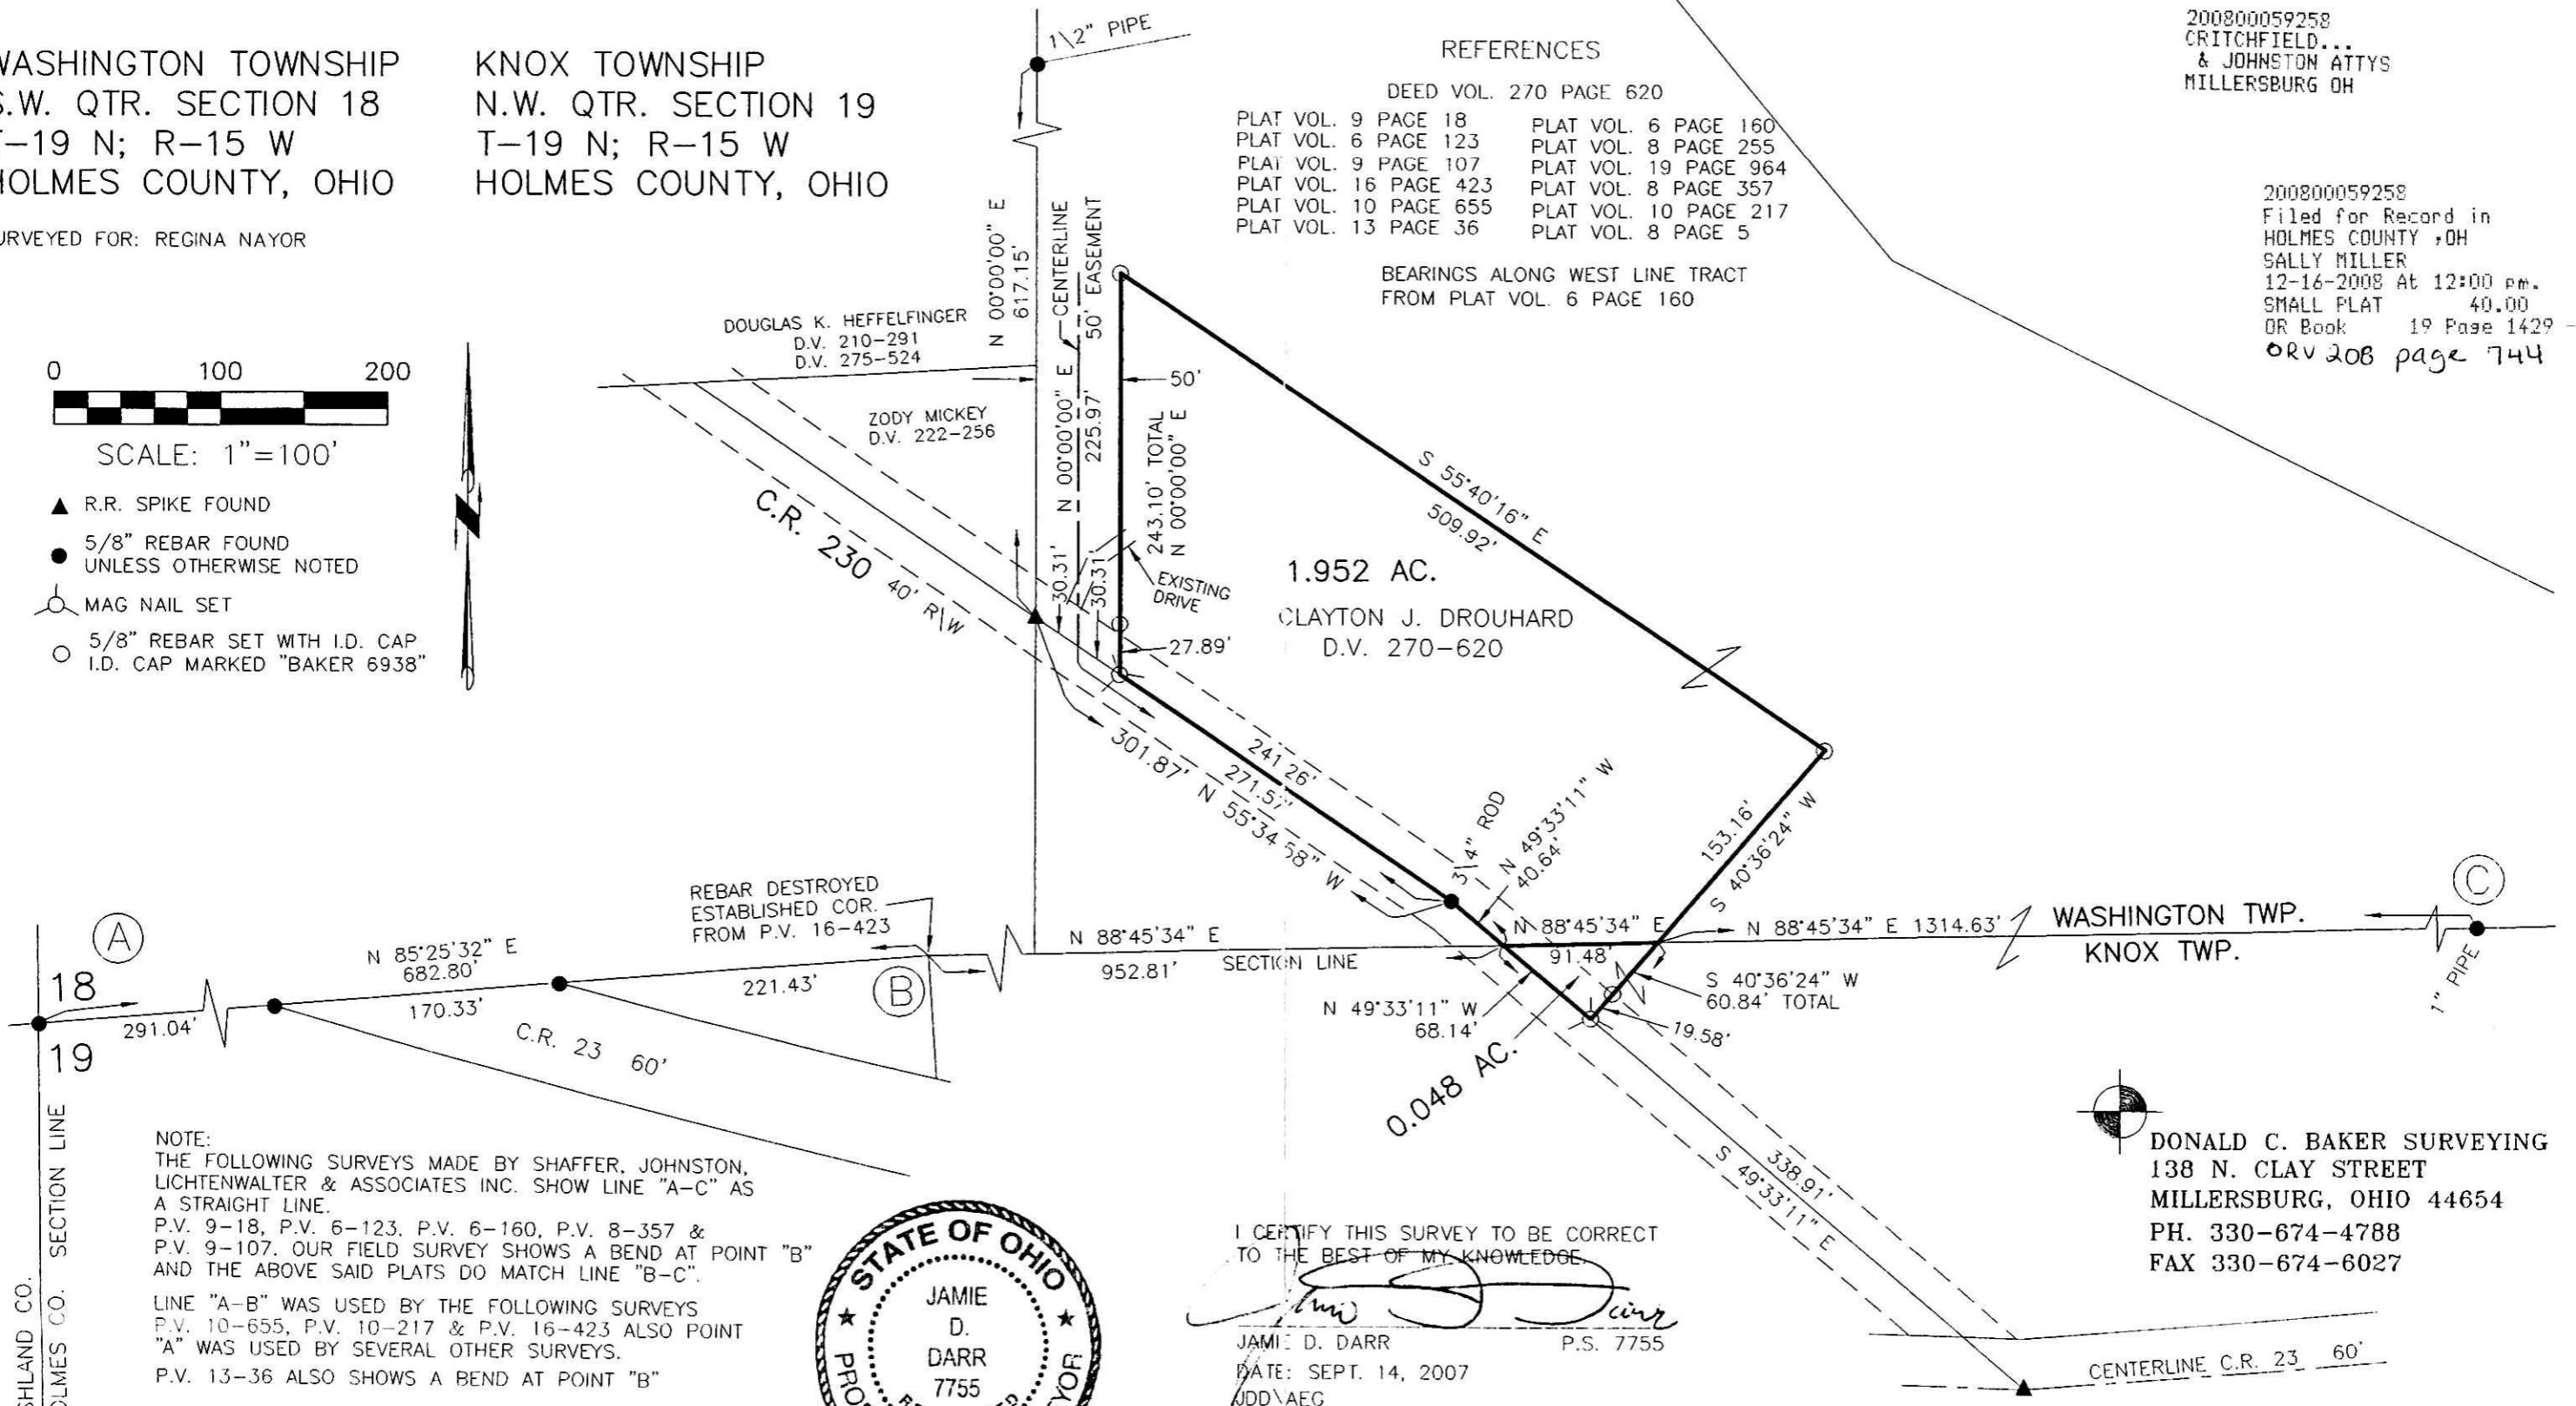 WASHINGTON TOWNSHIP
S.W. QTR. SECTION 18
T-19 N; R-15 W
HOLMES COUNTY, OHIO
KNOX TOWNSHIP
N.W. QTR. SECTION 19
T-19 N; R-15 W
HOLMES COUNTY, OHIO
URVEYED FOR: REGINA NAYOR
1\2" PIPE
REFERENCES
DEED VOL. 270 PAGE 620
PLAT VOL. 9 PAGE 18
PLAT VOL. 6 PAGE 123
PLAT VOL. 9 PAGE 107
PLAT VOL. 16 PAGE 423
PLAT VOL. 10 PAGE 655
PLAT VOL. 13 PAGE 36
PLAT VOL. 6 PAGE 160
PLAT VOL. 8 PAGE 255
PLAT VOL. 19 PAGE 964
PLAT VOL. 8 PAGE 357
PLAT VOL. 10 PAGE 217
PLAT VOL. 8 PAGE 5
BEARINGS ALONG WEST LINE TRACT
FROM PLAT VOL. 6 PAGE 160
200800059258
CRITCHFIELD...
& JOHNSTON ATTYS
MILLERSBURG OH
200800059258
Filed for Record in
HOLMES COUNTY ,OH
SALLY MILLER
12-16-2008 At 12:00 pm.
SMALL PLAT 40.00
OR Book 19 Page 1429 -
ORV 208 page 744
0 100 200
SCALE: 1"=100'
R.R. SPIKE FOUND
5/8" REBAR FOUND
UNLESS OTHERWISE NOTED
MAG NAIL SET
5/8" REBAR SET WITH I.D. CAP
I.D. CAP MARKED "BAKER 6938"
DOUGLAS K. HEFFELFINGER
D.V. 210-291
D.V. 275-524
ZODY MICKEY
D.V. 222-256
N 00°00'00" E
617.15'
CENTERLINE
50' EASEMENT
N 00°00'00" E
225.97'
50'
243.10' TOTAL
N 00°00'00" E
30.31'
30.31'
EXISTING
DRIVE
27.89'
C.R. 230 40' R\W
S 55°40'16" E
509.92'
1.952 AC.
CLAYTON J. DROUHARD
D.V. 270-620
241.26'
271.57'
301.87' N 55°34'58" W
3\4" ROD
N 49°33'11" W
40.64'
153.16'
S 40°36'24" W
REBAR DESTROYED
ESTABLISHED COR.
FROM P.V. 16-423
A
18
19
291.04'
N 85°25'32" E
682.80'
170.33'
221.43'
B
C.R. 23 60'
N 88°45'34" E
952.81'
SECTION LINE
N 88°45'34" E
91.48'
N 88°45'34" E 1314.63'
WASHINGTON TWP.
KNOX TWP.
C
1" PIPE
N 49°33'11" W
68.14'
S 40°36'24" W
60.84' TOTAL
19.58'
0.048 AC.
338.91'
S 49°33'11" E
CENTERLINE C.R. 23 60'
SHLAND CO.
OLMES CO. SECTION LINE
NOTE:
THE FOLLOWING SURVEYS MADE BY SHAFFER, JOHNSTON,
LICHTENWALTER & ASSOCIATES INC. SHOW LINE "A-C" AS
A STRAIGHT LINE.
P.V. 9-18, P.V. 6-123, P.V. 6-160, P.V. 8-357 &
P.V. 9-107. OUR FIELD SURVEY SHOWS A BEND AT POINT "B"
AND THE ABOVE SAID PLATS DO MATCH LINE "B-C".
LINE "A-B" WAS USED BY THE FOLLOWING SURVEYS
P.V. 10-655, P.V. 10-217 & P.V. 16-423 ALSO POINT
"A" WAS USED BY SEVERAL OTHER SURVEYS.
P.V. 13-36 ALSO SHOWS A BEND AT POINT "B"
STATE OF OHIO
JAMIE
D.
DARR
7755
I CERTIFY THIS SURVEY TO BE CORRECT
TO THE BEST OF MY KNOWLEDGE.
JAMIE D. DARR P.S. 7755
DATE: SEPT. 14, 2007
JDD\AEG
DONALD C. BAKER SURVEYING
138 N. CLAY STREET
MILLERSBURG, OHIO 44654
PH. 330-674-4788
FAX 330-674-6027